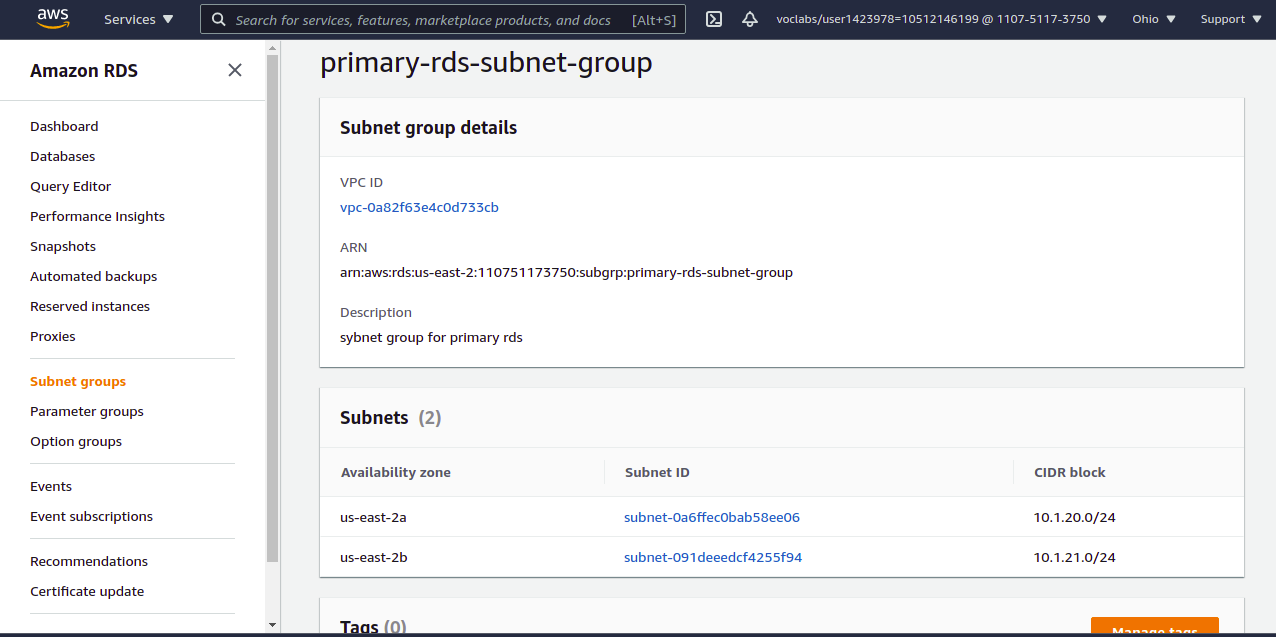 aws Services Search for services, features, marketplace products, and docs [Alt+S] voclabs/user1423978=10512146199 @ 1107-5117-3750 Ohio Support
Amazon RDS
Dashboard
Databases
Query Editor
Performance Insights
Snapshots
Automated backups
Reserved instances
Proxies
Subnet groups
Parameter groups
Option groups
Events
Event subscriptions
Recommendations
Certificate update
primary-rds-subnet-group
Subnet group details
VPC ID
vpc-0a82f63e4c0d733cb
ARN
arn:aws:rds:us-east-2:110751173750:subgrp:primary-rds-subnet-group
Description
sybnet group for primary rds
Subnets (2)
Availability zone Subnet ID CIDR block
us-east-2a subnet-0a6ffec0bab58ee06 10.1.20.0/24
us-east-2b subnet-091deeedcf4255f94 10.1.21.0/24
Tags (0) Manage tags